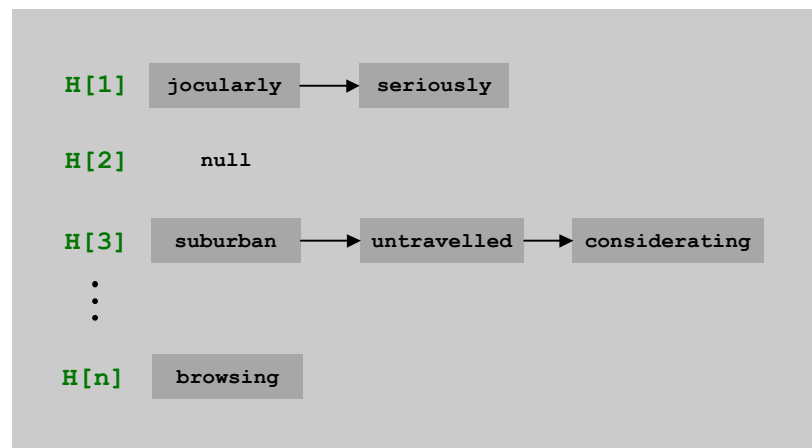 H[1] jocularly seriously
H[2] null
H[3] suburban untravelled considerating
H[n] browsing